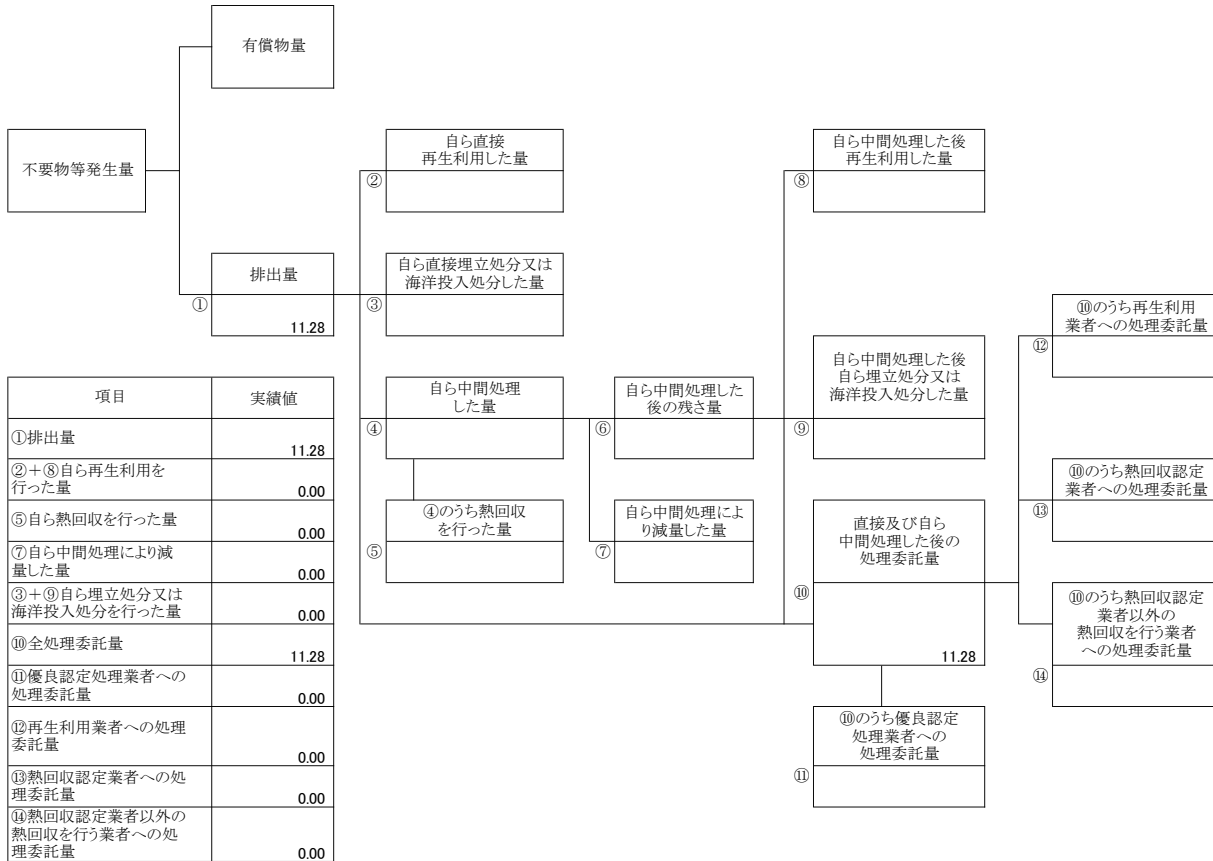 有償物量
不要物等発生量
自ら直接
再生利用した量
②
自ら中間処理した後
再生利用した量
⑧
排出量
①
11.28
自ら直接埋立処分又は
海洋投入処分した量
③
⑩のうち再生利用
業者への処理委託量
⑫
自ら中間処理した後
自ら埋立処分又は
海洋投入処分した量
⑨
自ら中間処理
した量
④
自ら中間処理した
後の残さ量
⑥
⑩のうち熱回収認定
業者への処理委託量
⑬
④のうち熱回収
を行った量
⑤
自ら中間処理によ
り減量した量
⑦
直接及び自ら
中間処理した後の
処理委託量
⑩
11.28
⑩のうち熱回収認定
業者以外の
熱回収を行う業者
への処理委託量
⑭
⑩のうち優良認定
処理業者への
処理委託量
⑪
項目 実績値
①排出量 11.28
②+⑧自ら再生利用を
行った量 0.00
⑤自ら熱回収を行った量 0.00
⑦自ら中間処理により減
量した量 0.00
③+⑨自ら埋立処分又は
海洋投入処分を行った量 0.00
⑩全処理委託量 11.28
⑪優良認定処理業者への
処理委託量 0.00
⑫再生利用業者への処理
委託量 0.00
⑬熱回収認定業者への処
理委託量 0.00
⑭熱回収認定業者以外の
熱回収を行う業者への処
理委託量 0.00